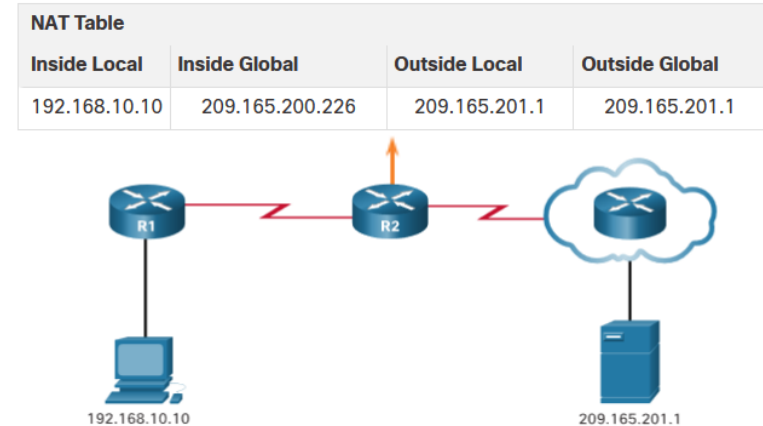 NAT Table
Inside Local Inside Global Outside Local Outside Global
192.168.10.10 209.165.200.226 209.165.201.1 209.165.201.1
R1 R2
192.168.10.10 209.165.201.1